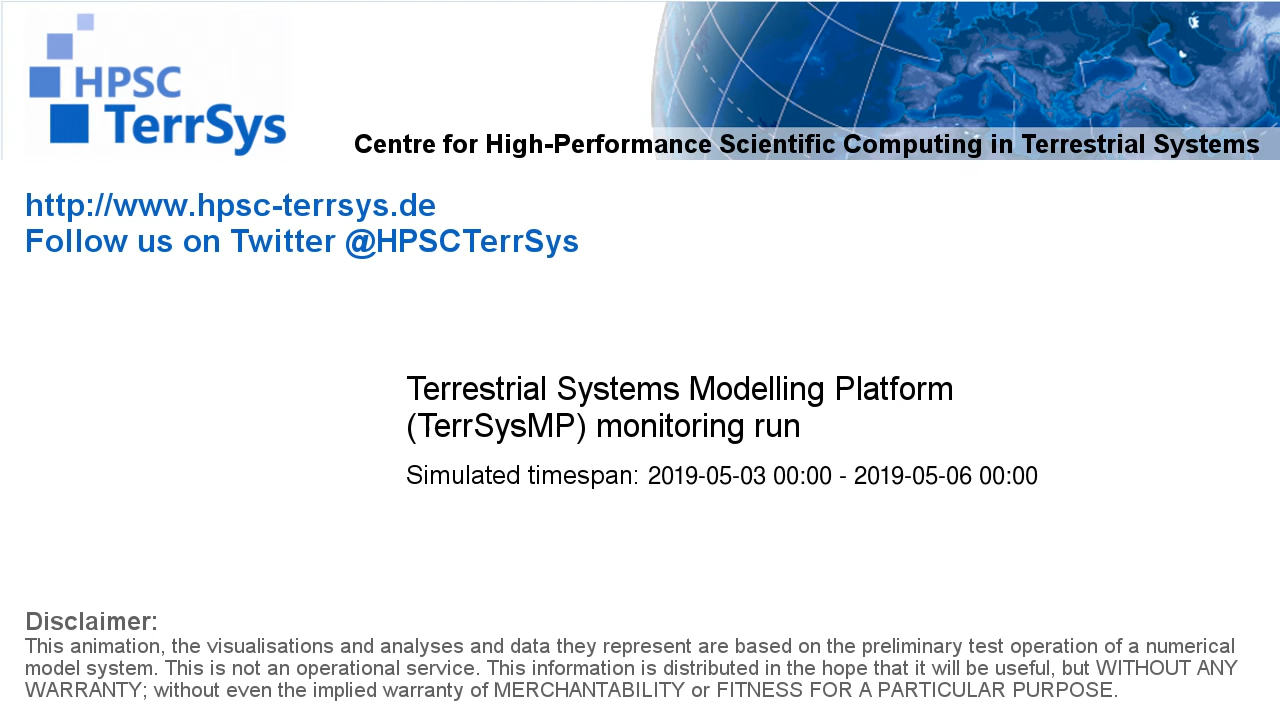 HPSC
TerrSys
Centre for High-Performance Scientific Computing in Terrestrial Systems
http://www.hpsc-terrsys.de
Follow us on Twitter @HPSCTerrSys
Terrestrial Systems Modelling Platform
(TerrSysMP) monitoring run
Simulated timespan: 2019-05-03 00:00 - 2019-05-06 00:00
Disclaimer:
This animation, the visualisations and analyses and data they represent are based on the preliminary test operation of a numerical
model system. This is not an operational service. This information is distributed in the hope that it will be useful, but WITHOUT ANY
WARRANTY; without even the implied warranty of MERCHANTABILITY or FITNESS FOR A PARTICULAR PURPOSE.